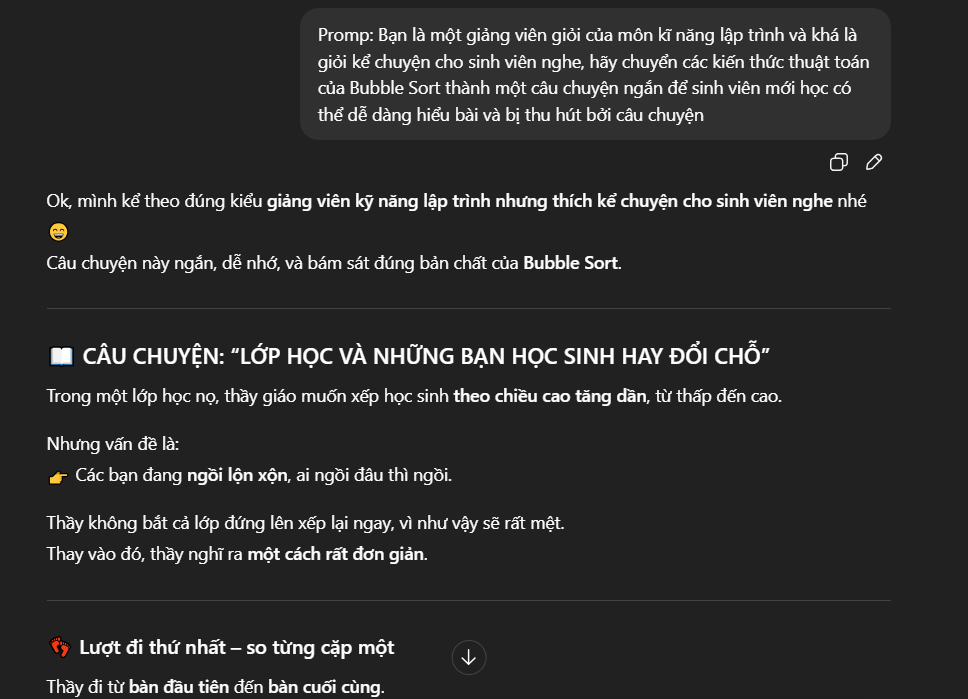 Promp: Bạn là một giảng viên giỏi của môn kĩ năng lập trình và khá là
giỏi kể chuyện cho sinh viên nghe, hãy chuyển các kiến thức thuật toán
của Bubble Sort thành một câu chuyện ngắn để sinh viên mới học có
thể dễ dàng hiểu bài và bị thu hút bởi câu chuyện
Ok, mình kể theo đúng kiểu giảng viên kỹ năng lập trình nhưng thích kể chuyện cho sinh viên nghe nhé
😄
Câu chuyện này ngắn, dễ nhớ, và bám sát đúng bản chất của Bubble Sort.
📖 CÂU CHUYỆN: “LỚP HỌC VÀ NHỮNG BẠN HỌC SINH HAY ĐỔI CHỖ”
Trong một lớp học nọ, thầy giáo muốn xếp học sinh theo chiều cao tăng dần, từ thấp đến cao.
Nhưng vấn đề là:
👉 Các bạn đang ngồi lộn xộn, ai ngồi đâu thì ngồi.
Thầy không bắt cả lớp đứng lên xếp lại ngay, vì như vậy sẽ rất mệt.
Thay vào đó, thầy nghĩ ra một cách rất đơn giản.
👣 Lượt đi thứ nhất – so từng cặp một
Thầy đi từ bàn đầu tiên đến bàn cuối cùng.